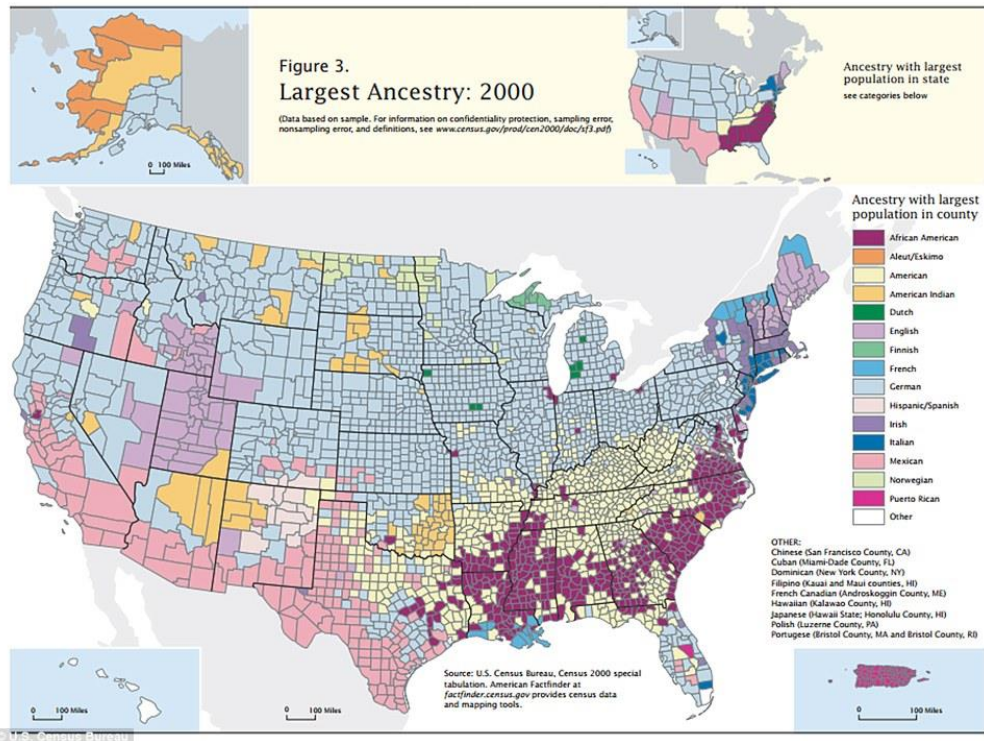 Figure 3.
Largest Ancestry: 2000
(Data based on sample. For information on confidentiality protection, sampling error,
nonsampling error, and definitions, see www.census.gov/prod/cen2000/doc/sf3.pdf)
Ancestry with largest
population in state
see categories below
0 100 Miles
Ancestry with largest
population in county
African American
Aleut/Eskimo
American
American Indian
Dutch
English
Finnish
French
German
Hispanic/Spanish
Irish
Italian
Mexican
Norwegian
Puerto Rican
Other
OTHER:
Chinese (San Francisco County, CA)
Cuban (Miami-Dade County, FL)
Dominican (New York County, NY)
Filipino (Kauai and Maui counties, HI)
French Canadian (Androskoggin County, ME)
Hawaiian (Kalawao County, HI)
Japanese (Hawaii State; Honolulu County, HI)
Polish (Luzerne County, PA)
Portugese (Bristol County, MA and Bristol County, RI)
Source: U.S. Census Bureau, Census 2000 special
tabulation. American Factfinder at
factfinder.census.gov provides census data
and mapping tools.
0 100 Miles
0 100 Miles
0 100 Miles
© U.S. Census Bureau